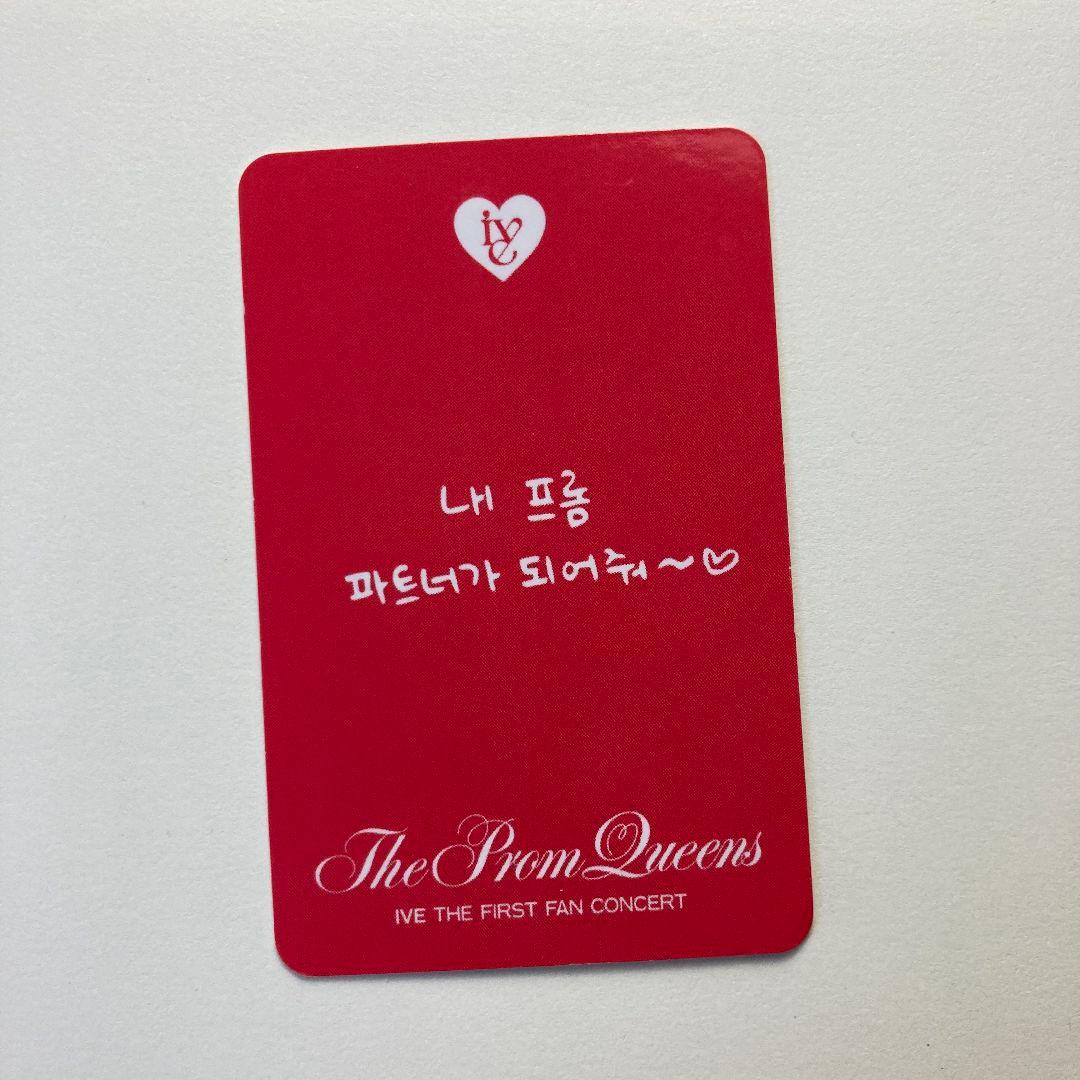 ive
내 프롬
파트너가 되어줘~♡
The Prom Queens
IVE THE FIRST FAN CONCERT